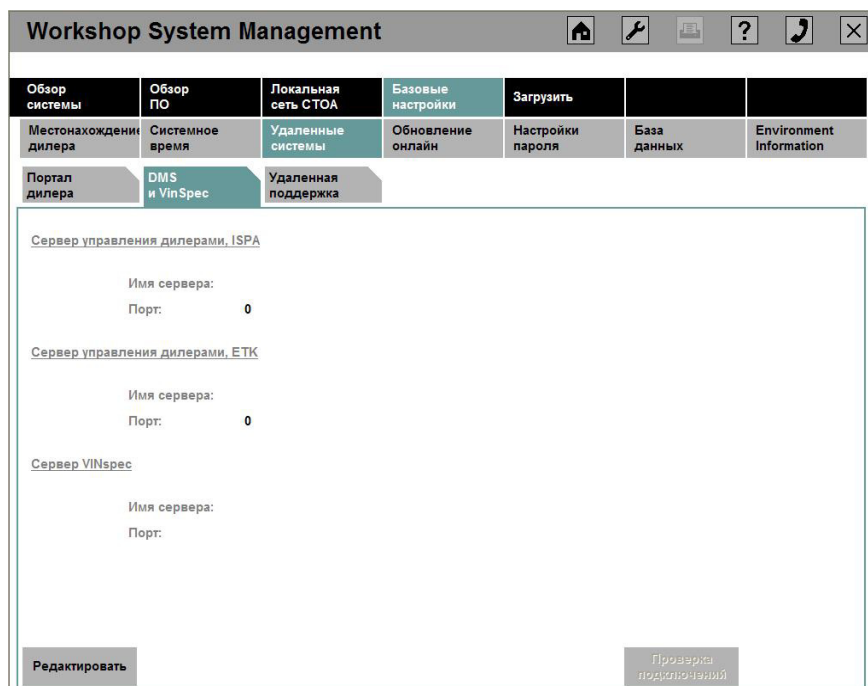 Workshop System Management
Обзор системы
Обзор ПО
Локальная сеть СТОА
Базовые настройки
Загрузить
Местонахождение дилера
Системное время
Удаленные системы
Обновление онлайн
Настройки пароля
База данных
Environment Information
Портал дилера
DMS и VinSpec
Удаленная поддержка
Сервер управления дилерами, ISPA
Имя сервера:
Порт: 0
Сервер управления дилерами, ETK
Имя сервера:
Порт: 0
Сервер VINspec
Имя сервера:
Порт:
Редактировать
Проверка подключений